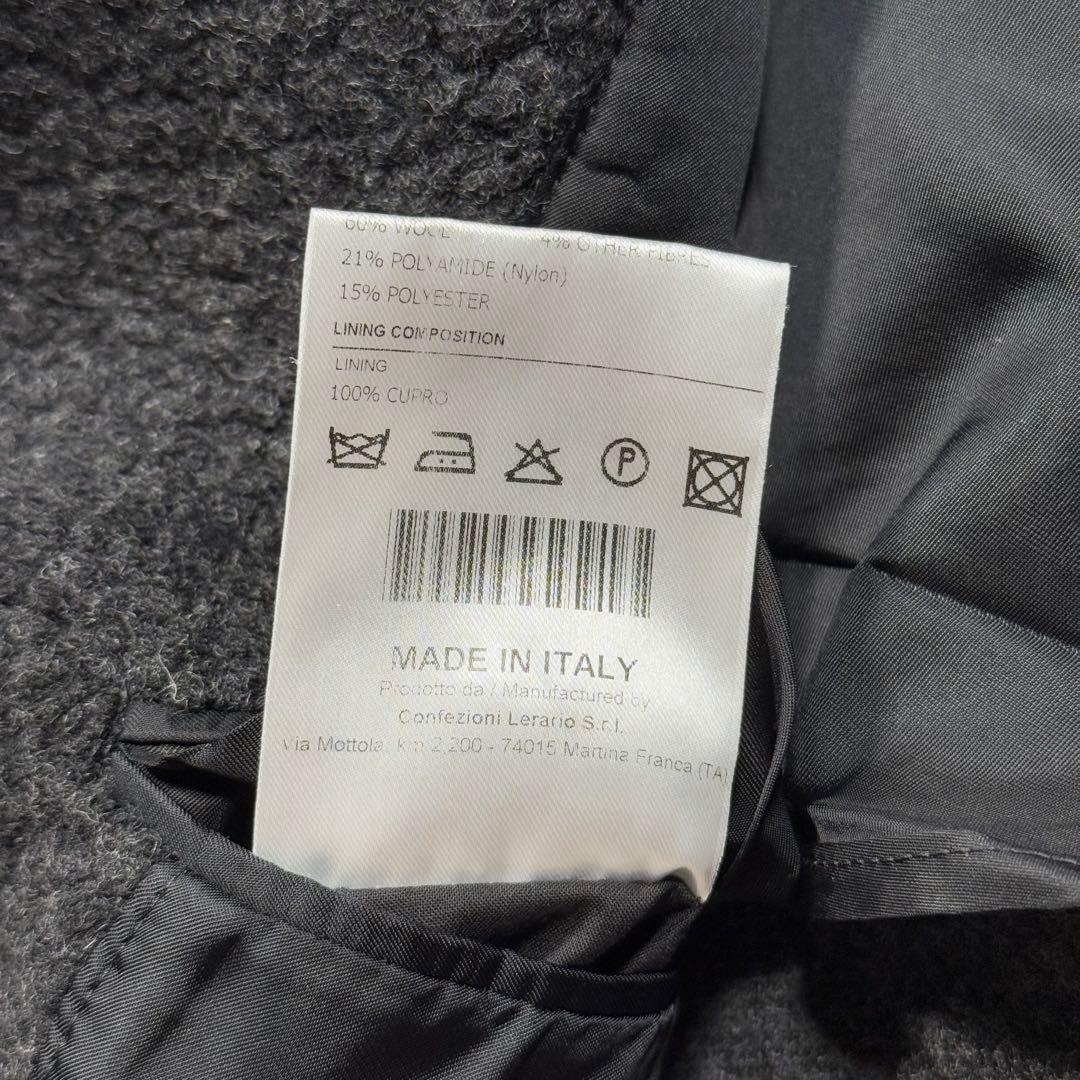 60% WOOL 4% OTHER FIBRES
21% POLYAMIDE (Nylon)
15% POLYESTER
LINING COMPOSITION
LINING
100% CUPRO
P
MADE IN ITALY
Prodotto da / Manufactured by
Confezioni Lerario S.r.l.
Via Mottola km 2,200 - 74015 Martina Franca (TA)